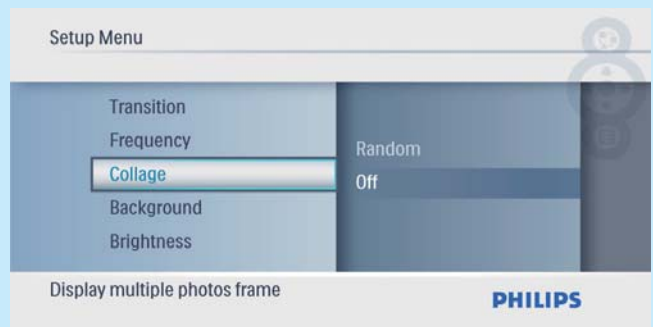 Setup Menu
Transition
Frequency
Collage
Background
Brightness
Random
Off
Display multiple photos frame
PHILIPS